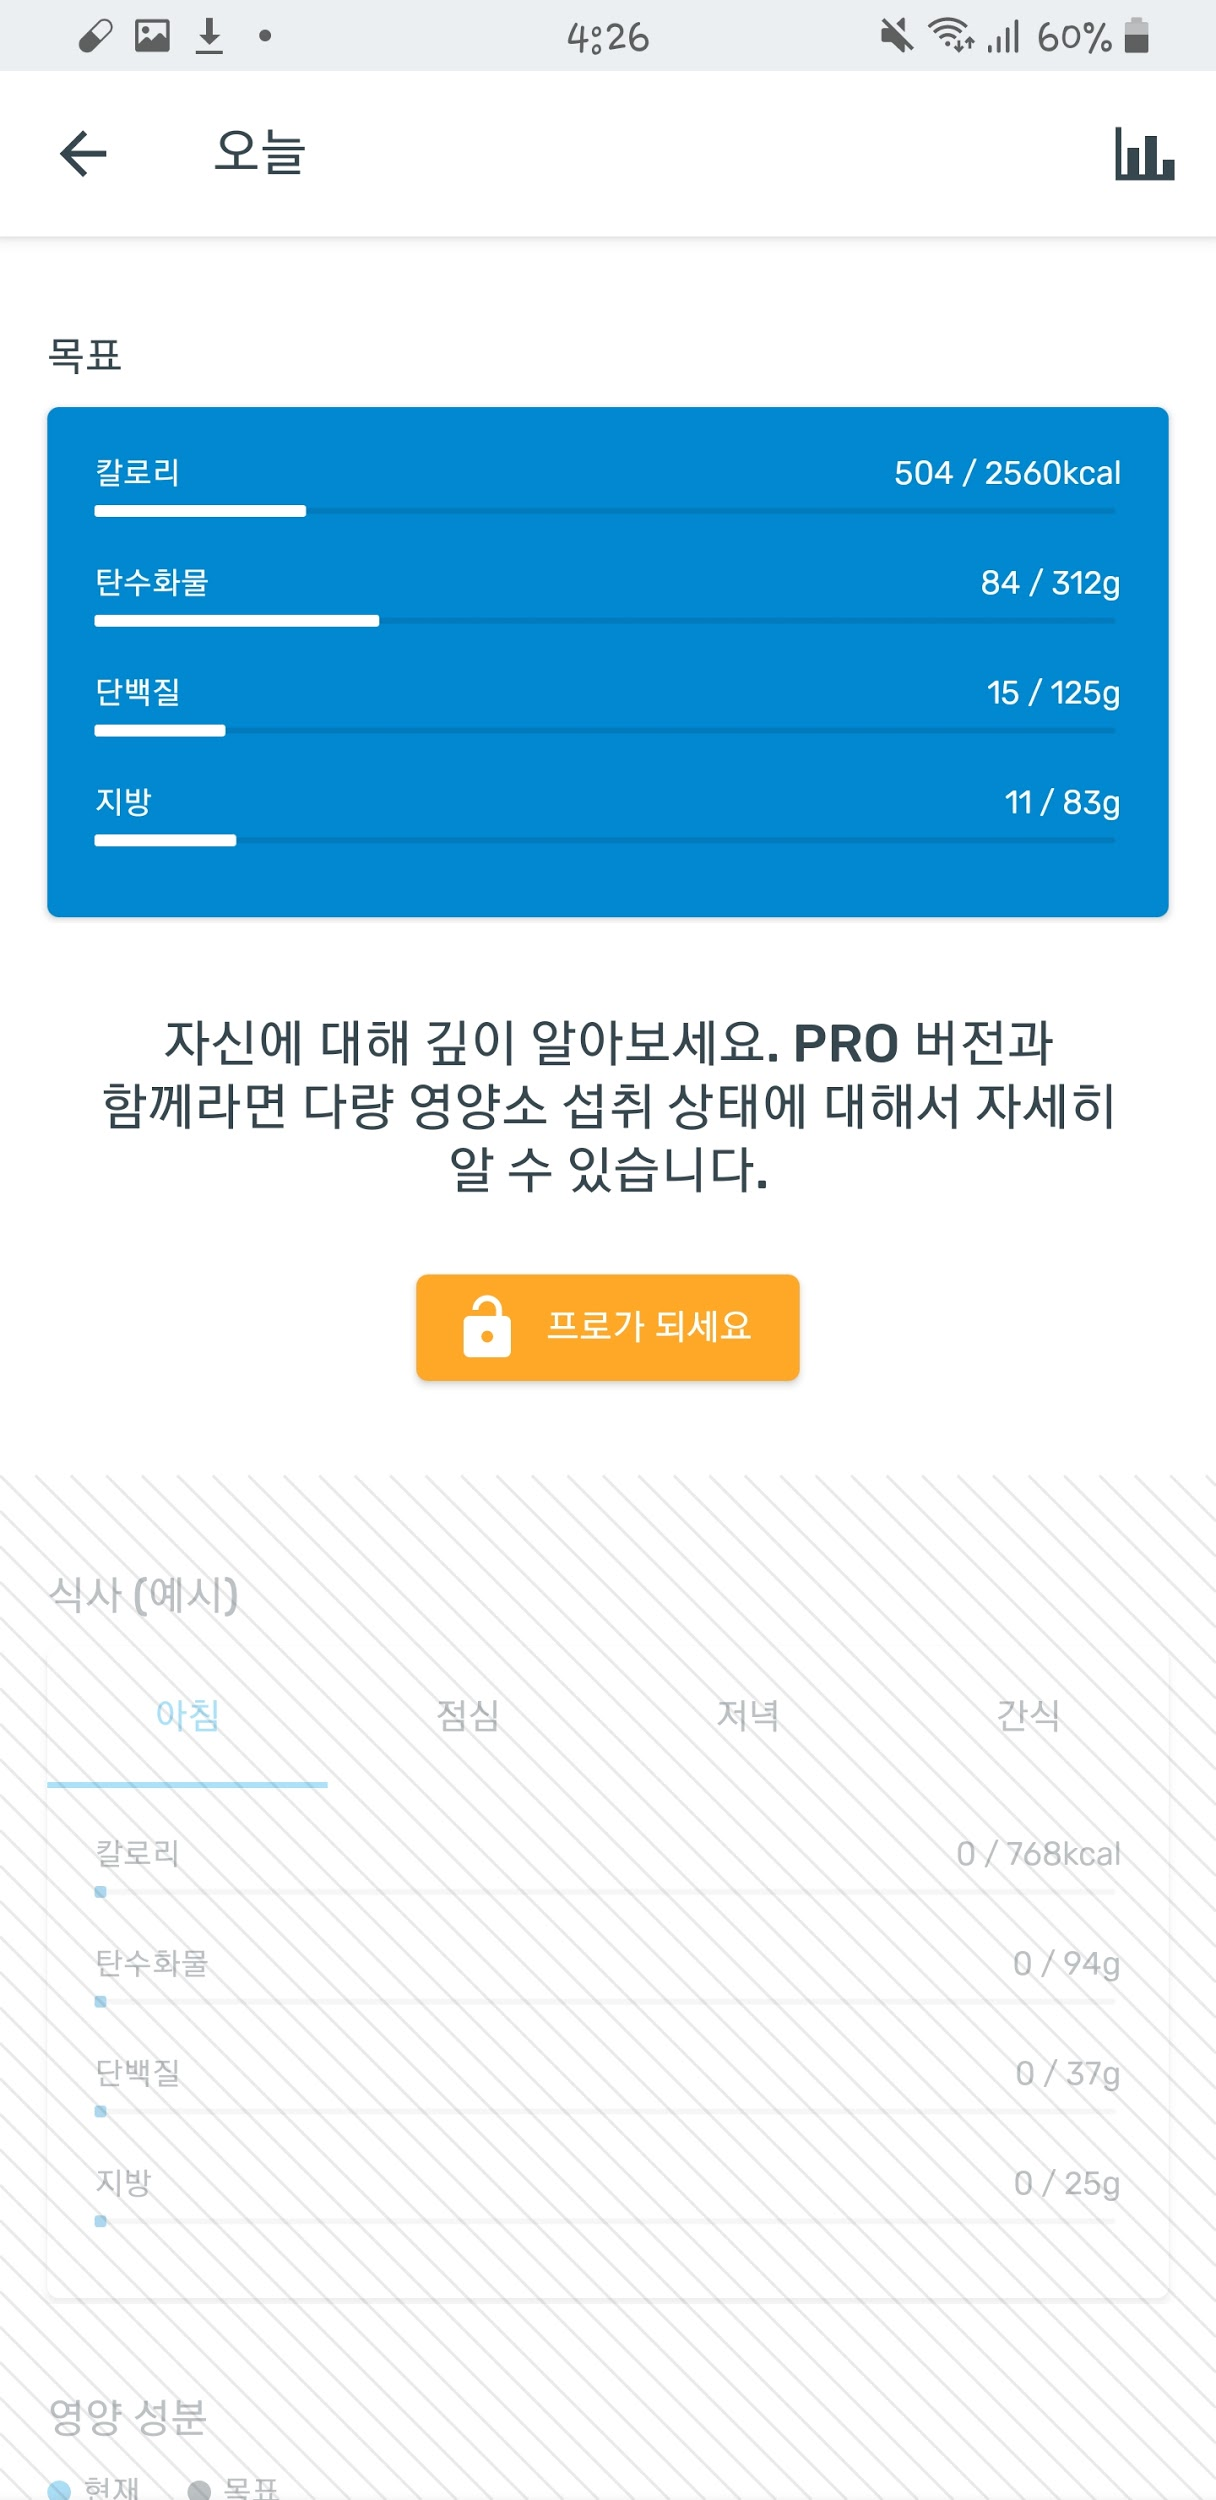 4:26
60%
오늘
목표
칼로리 504 / 2560kcal
탄수화물 84 / 312g
단백질 15 / 125g
지방 11 / 83g
자신에 대해 깊이 알아보세요. PRO 버전과
함께라면 다량 영양소 섭취 상태에 대해서 자세히
알 수 있습니다.
프로가 되세요
식사 (예시)
아침 점심 저녁 간식
칼로리 0 / 768kcal
탄수화물 0 / 94g
단백질 0 / 37g
지방 0 / 25g
영양 성분
현재 목표